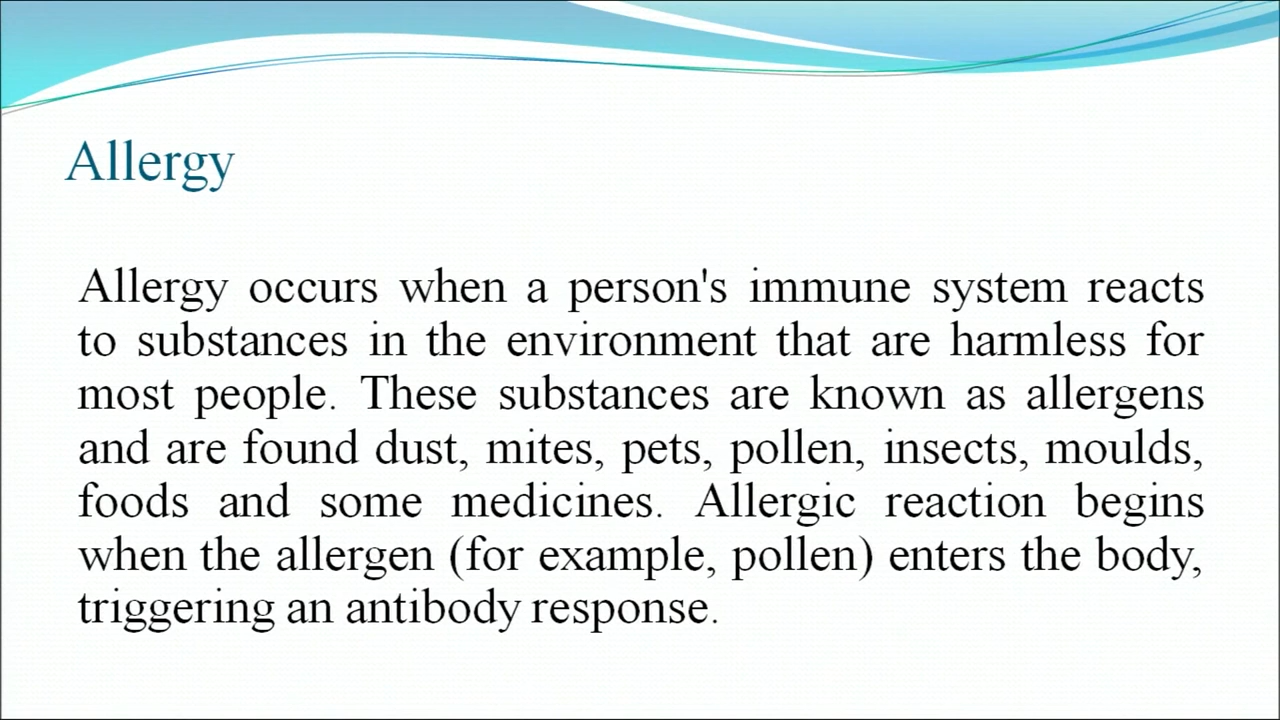 Allergy
Allergy occurs when a person's immune system reacts
to substances in the environment that are harmless for
most people. These substances are known as allergens
and are found dust, mites, pets, pollen, insects, moulds,
foods and some medicines. Allergic reaction begins
when the allergen (for example, pollen) enters the body,
triggering an antibody response.